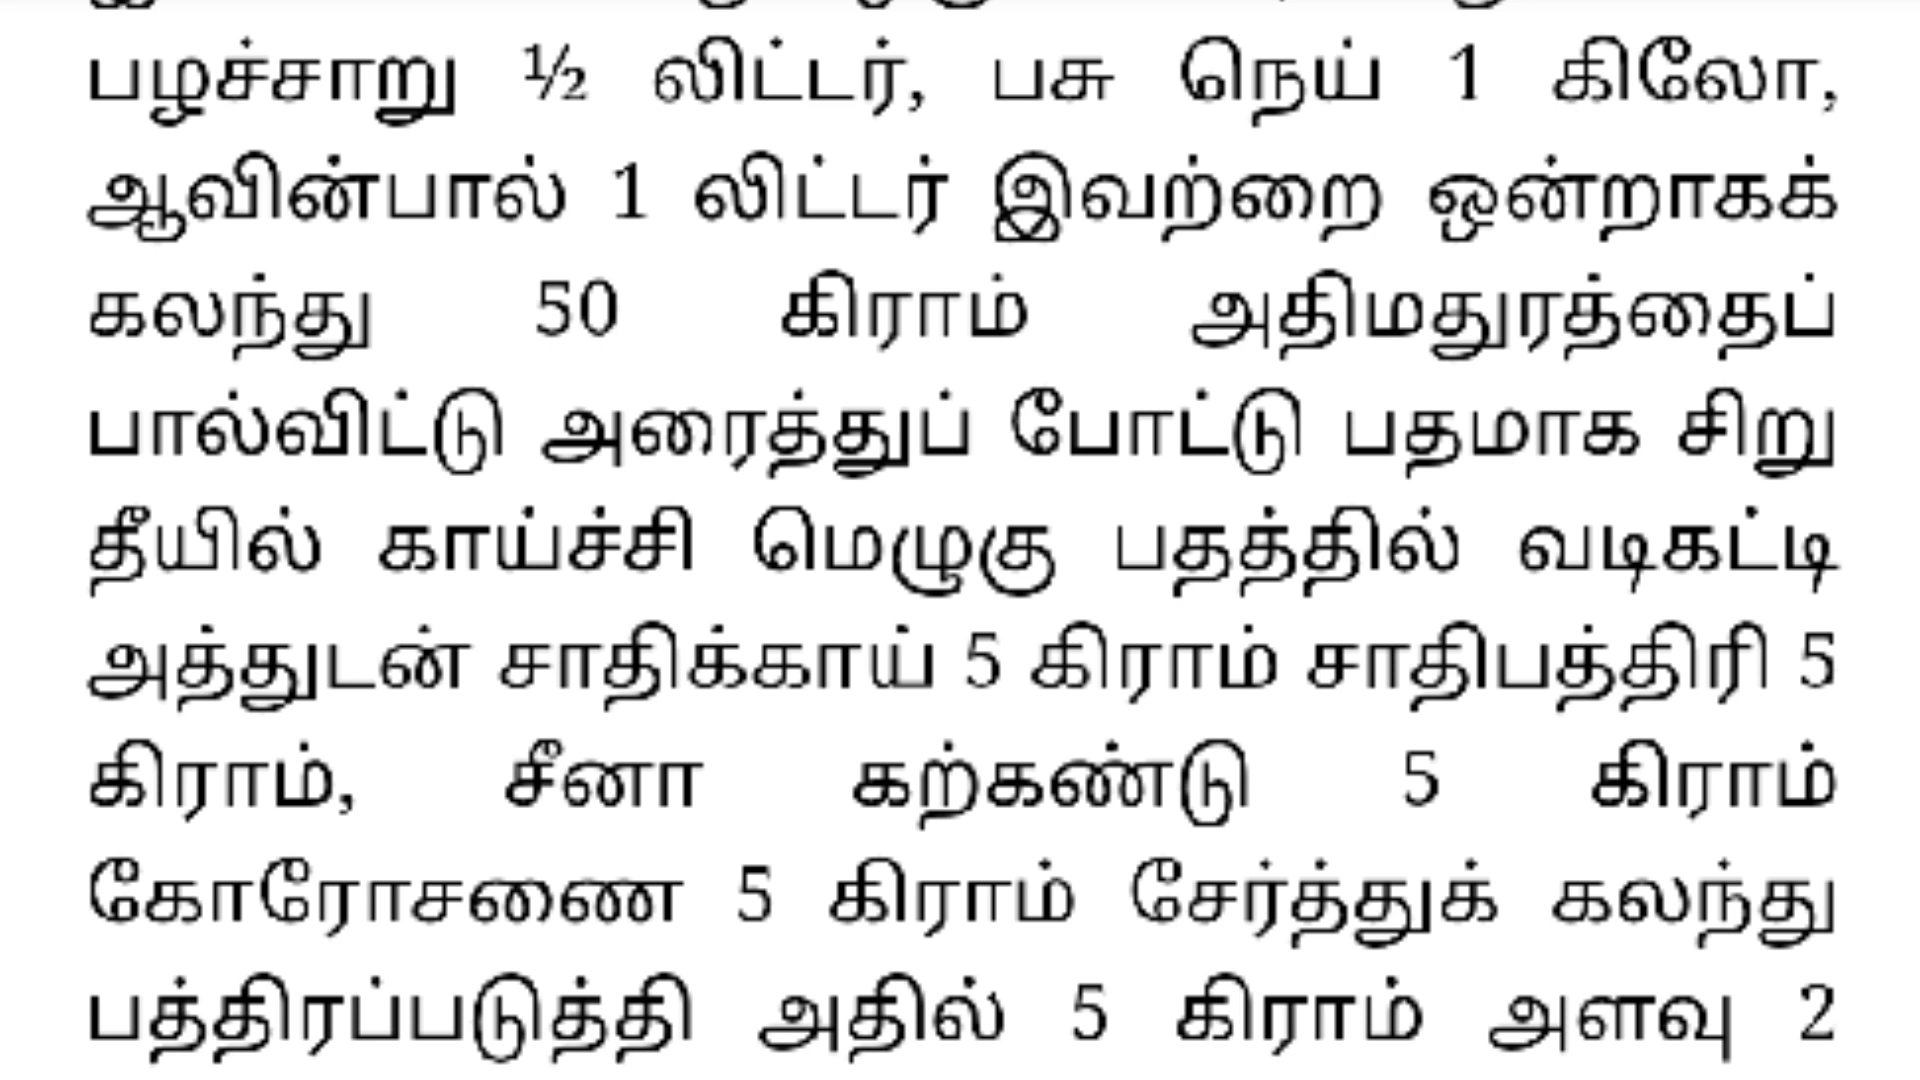 பழச்சாறு ½ லிட்டர், பசு நெய் 1 கிலோ,
ஆவின்பால் 1 லிட்டர் இவற்றை ஒன்றாகக்
கலந்து 50 கிராம் அதிமதுரத்தைப்
பால்விட்டு அரைத்துப் போட்டு பதமாக சிறு
தீயில் காய்ச்சி மெழுகு பதத்தில் வடிகட்டி
அத்துடன் சாதிக்காய் 5 கிராம் சாதிபத்திரி 5
கிராம், சீனா கற்கண்டு 5 கிராம்
கோரோசணை 5 கிராம் சேர்த்துக் கலந்து
பத்திரப்படுத்தி அதில் 5 கிராம் அளவு 2